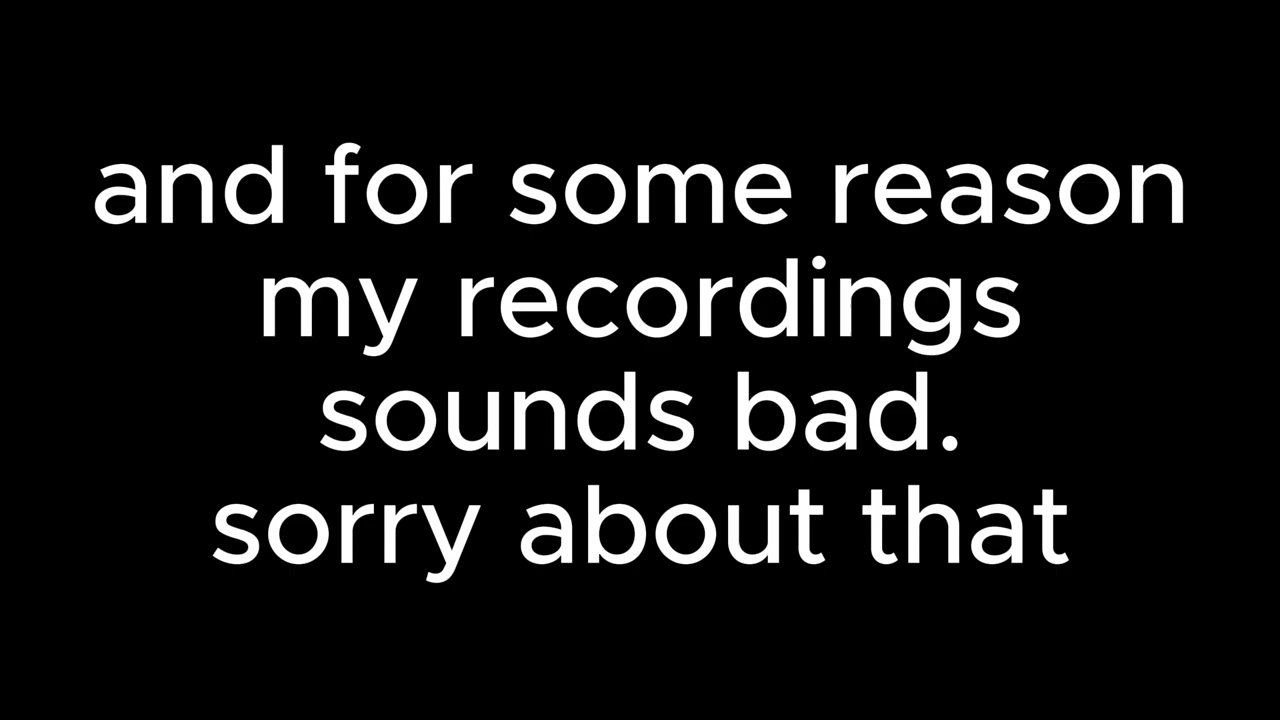 and for some reason
my recordings
sounds bad.
sorry about that